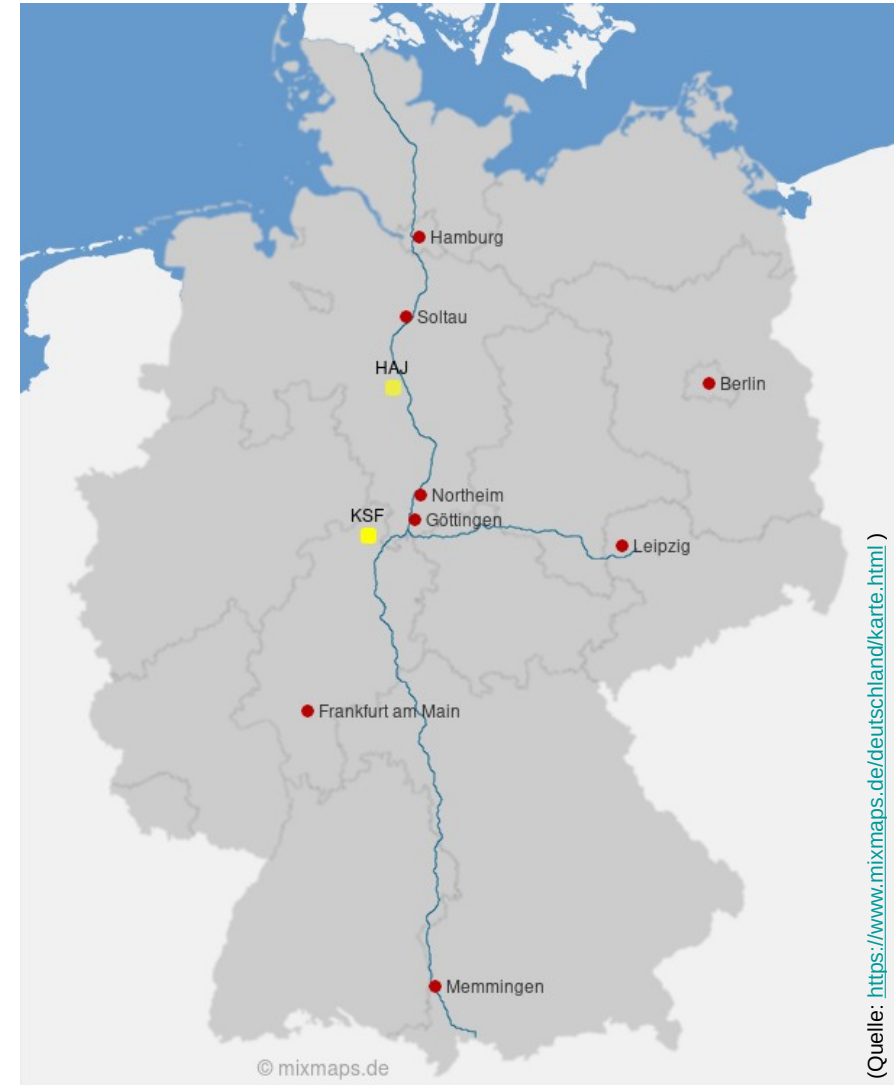 Hamburg
Soltau
HAJ
Berlin
Northeim
KSF
Göttingen
Leipzig
Frankfurt am Main
Memmingen
© mixmaps.de
(Quelle: https://www.mixmaps.de/deutschland/karte.html )